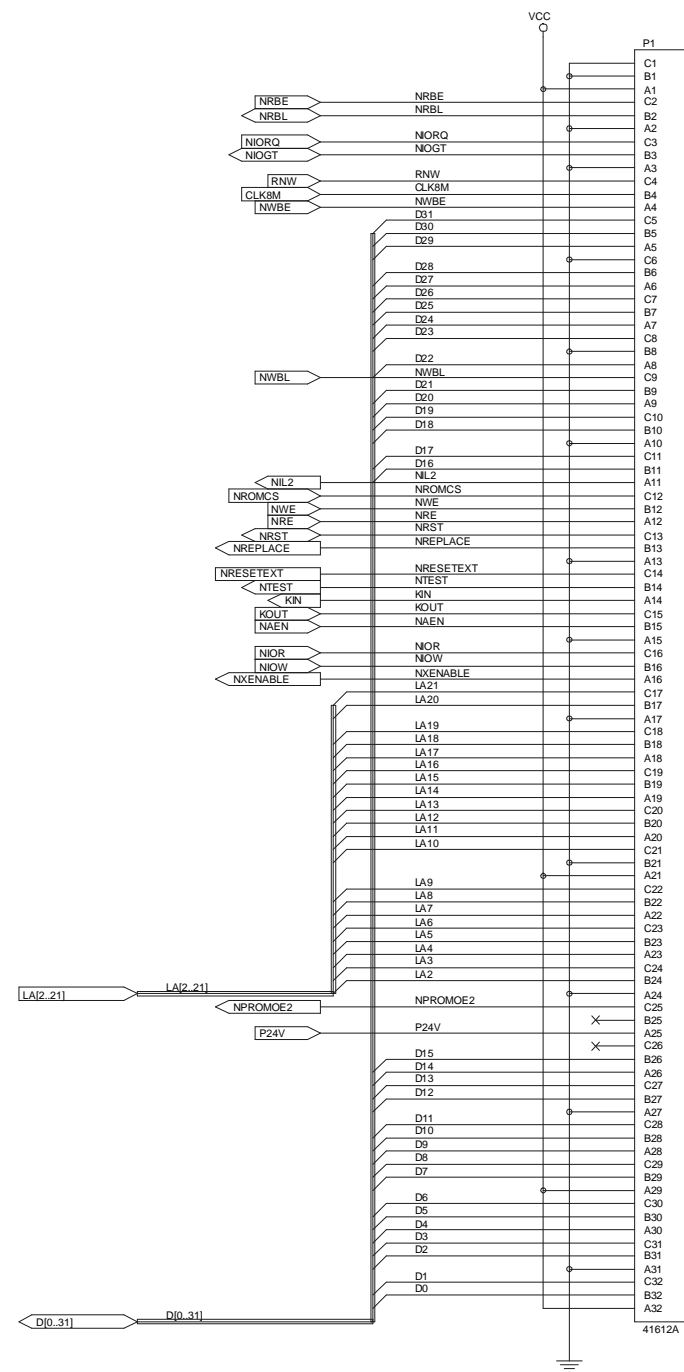 VCC
P1
C1
B1
A1
NRBE NRBE C2
NRBL NRBL B2
A2
NIORQ NIORQ C3
NIOGT NIOGT B3
A3
RNW RNW C4
CLK8M CLK8M B4
NWBE NWBE A4
D31 C5
D30 B5
D29 A5
C6
D28 B6
D27 A6
D26 C7
D25 B7
D24 A7
D23 C8
B8
D22 A8
NWBL NWBL C9
D21 B9
D20 A9
D19 C10
D18 B10
A10
D17 C11
D16 B11
NIL2 NIL2 A11
NROMCS NROMCS C12
NWE NWE B12
NRE NRE A12
NRST NRST C13
NREPLACE NREPLACE B13
A13
NRESETEXT NRESETEXT C14
NTEST NTEST B14
KIN KIN A14
KOUT KOUT C15
NAEN NAEN B15
A15
NIOR NIOR C16
NIOW NIOW B16
NXENABLE NXENABLE A16
LA21 C17
LA20 B17
A17
LA19 C18
LA18 B18
LA17 A18
LA16 C19
LA15 B19
LA14 A19
LA13 C20
LA12 B20
LA11 A20
LA10 C21
B21
A21
LA9 C22
LA8 B22
LA7 A22
LA6 C23
LA5 B23
LA4 A23
LA3 C24
LA2 B24
LA[2..21] LA[2..21] A24
NPROMOE2 NPROMOE2 C25
B25
P24V P24V A25
C26
D15 B26
D14 A26
D13 C27
D12 B27
A27
D11 C28
D10 B28
D9 A28
D8 C29
D7 B29
A29
D6 C30
D5 B30
D4 A30
D3 C31
D2 B31
A31
D1 C32
D0 B32
A32
D[0..31] D[0..31]
41612A